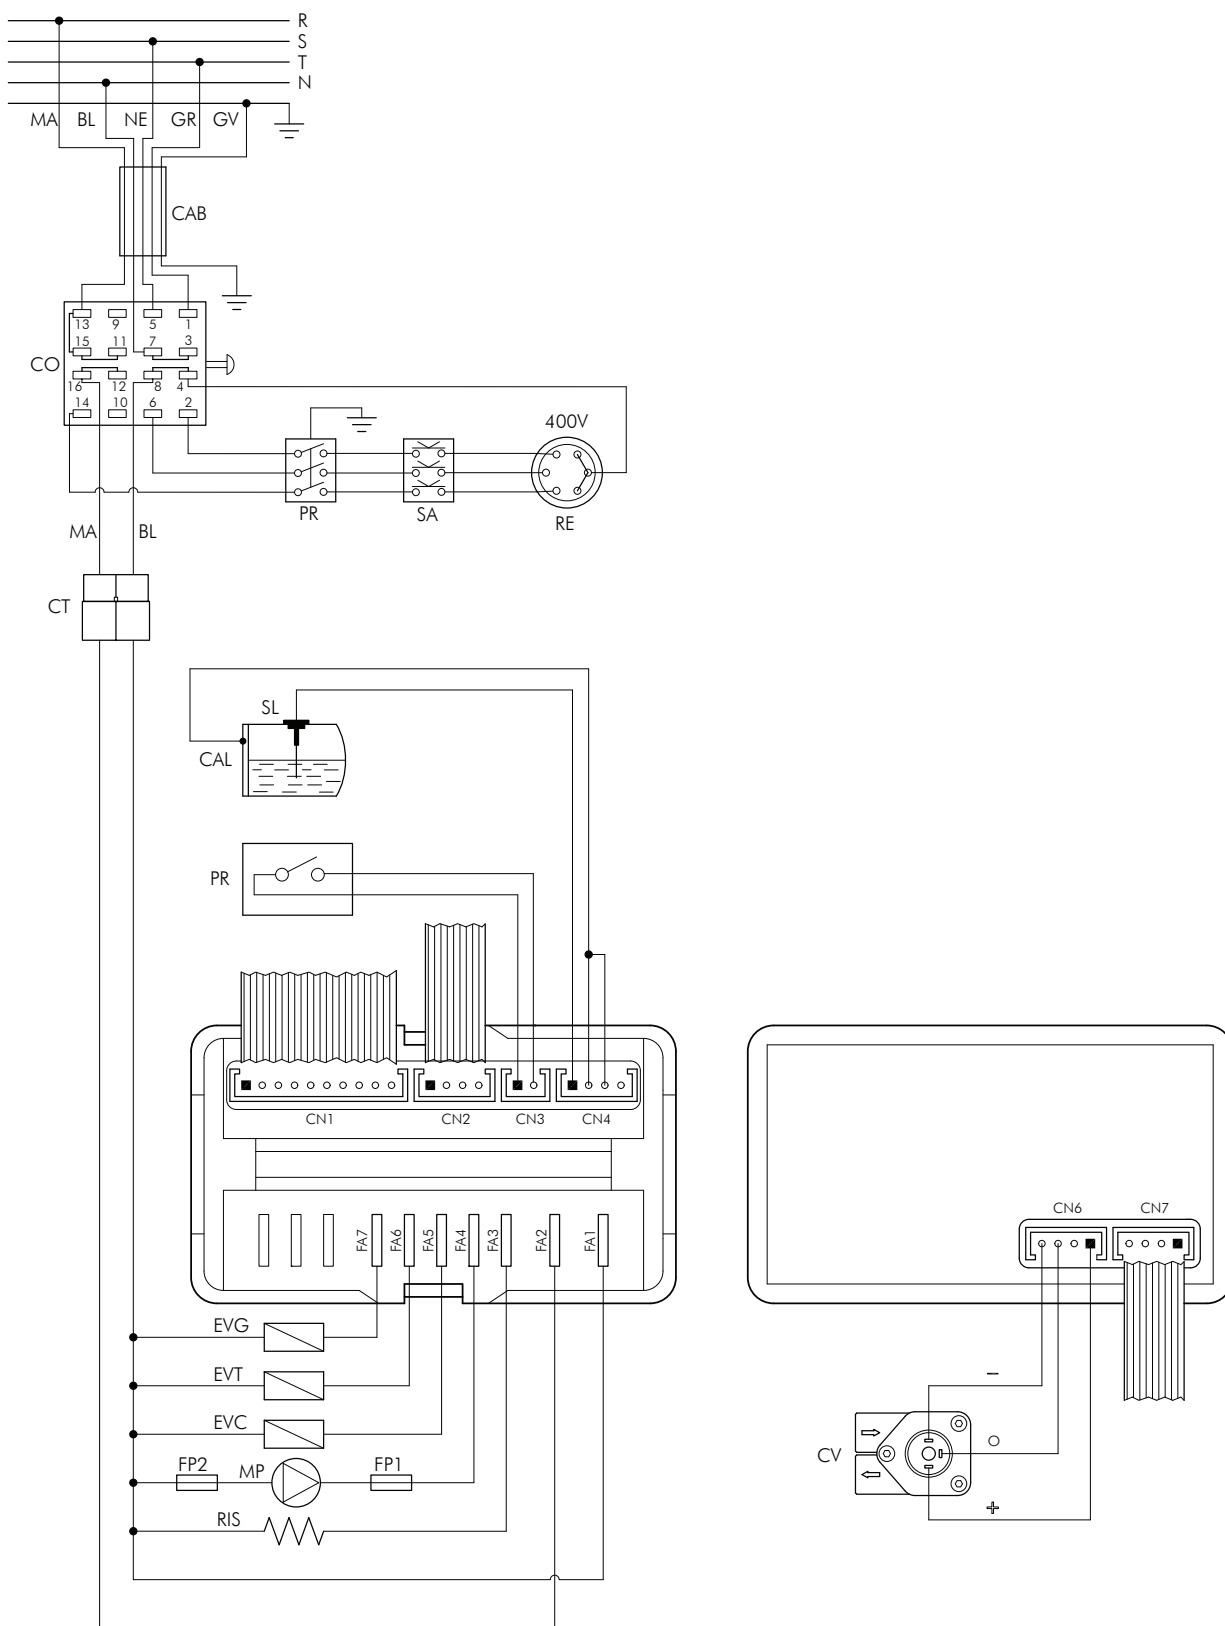 R
S
T
N
MA BL NE GR GV
CAB
13 9 5 1
15 11 7 3
CO
16 12 8 4
14 10 6 2
400V
PR SA RE
MA BL
CT
SL
CAL
PR
CN1 CN2 CN3 CN4
FA7 FA6 FA5 FA4 FA3 FA2 FA1
CN6 CN7
EVG
EVT
EVC
FP2 MP FP1
RIS
−
CV O
+